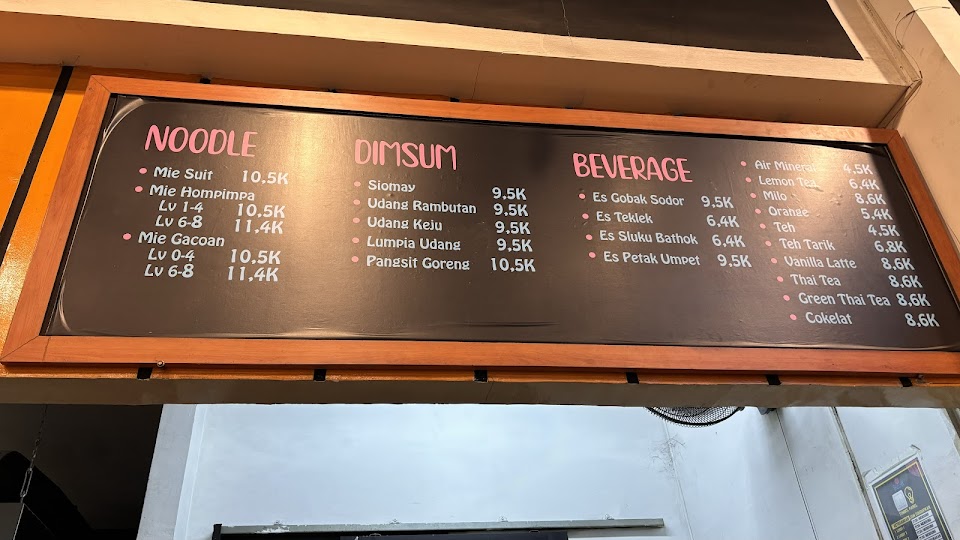 NOODLE
Mie Suit 10.5K
Mie Hompimpa
Lv 1-4 10.5K
Lv 6-8 11.4K
Mie Gacoan
Lv 0-4 10.5K
Lv 6-8 11.4K
DIMSUM
Siomay 9.5K
Udang Rambutan 9.5K
Udang Keju 9.5K
Lumpia Udang 9.5K
Pangsit Goreng 10.5K
BEVERAGE
Es Gobak Sodor 9.5K
Es Teklek 6.4K
Es Sluku Bathok 6.4K
Es Petak Umpet 9.5K
Air Mineral 4.5K
Lemon Tea 6.4K
Milo 8.6K
Orange 5.4K
Teh 4.5K
Teh Tarik 6.8K
Vanilla Latte 8.6K
Thai Tea 8.6K
Green Thai Tea 8.6K
Cokelat 8.6K